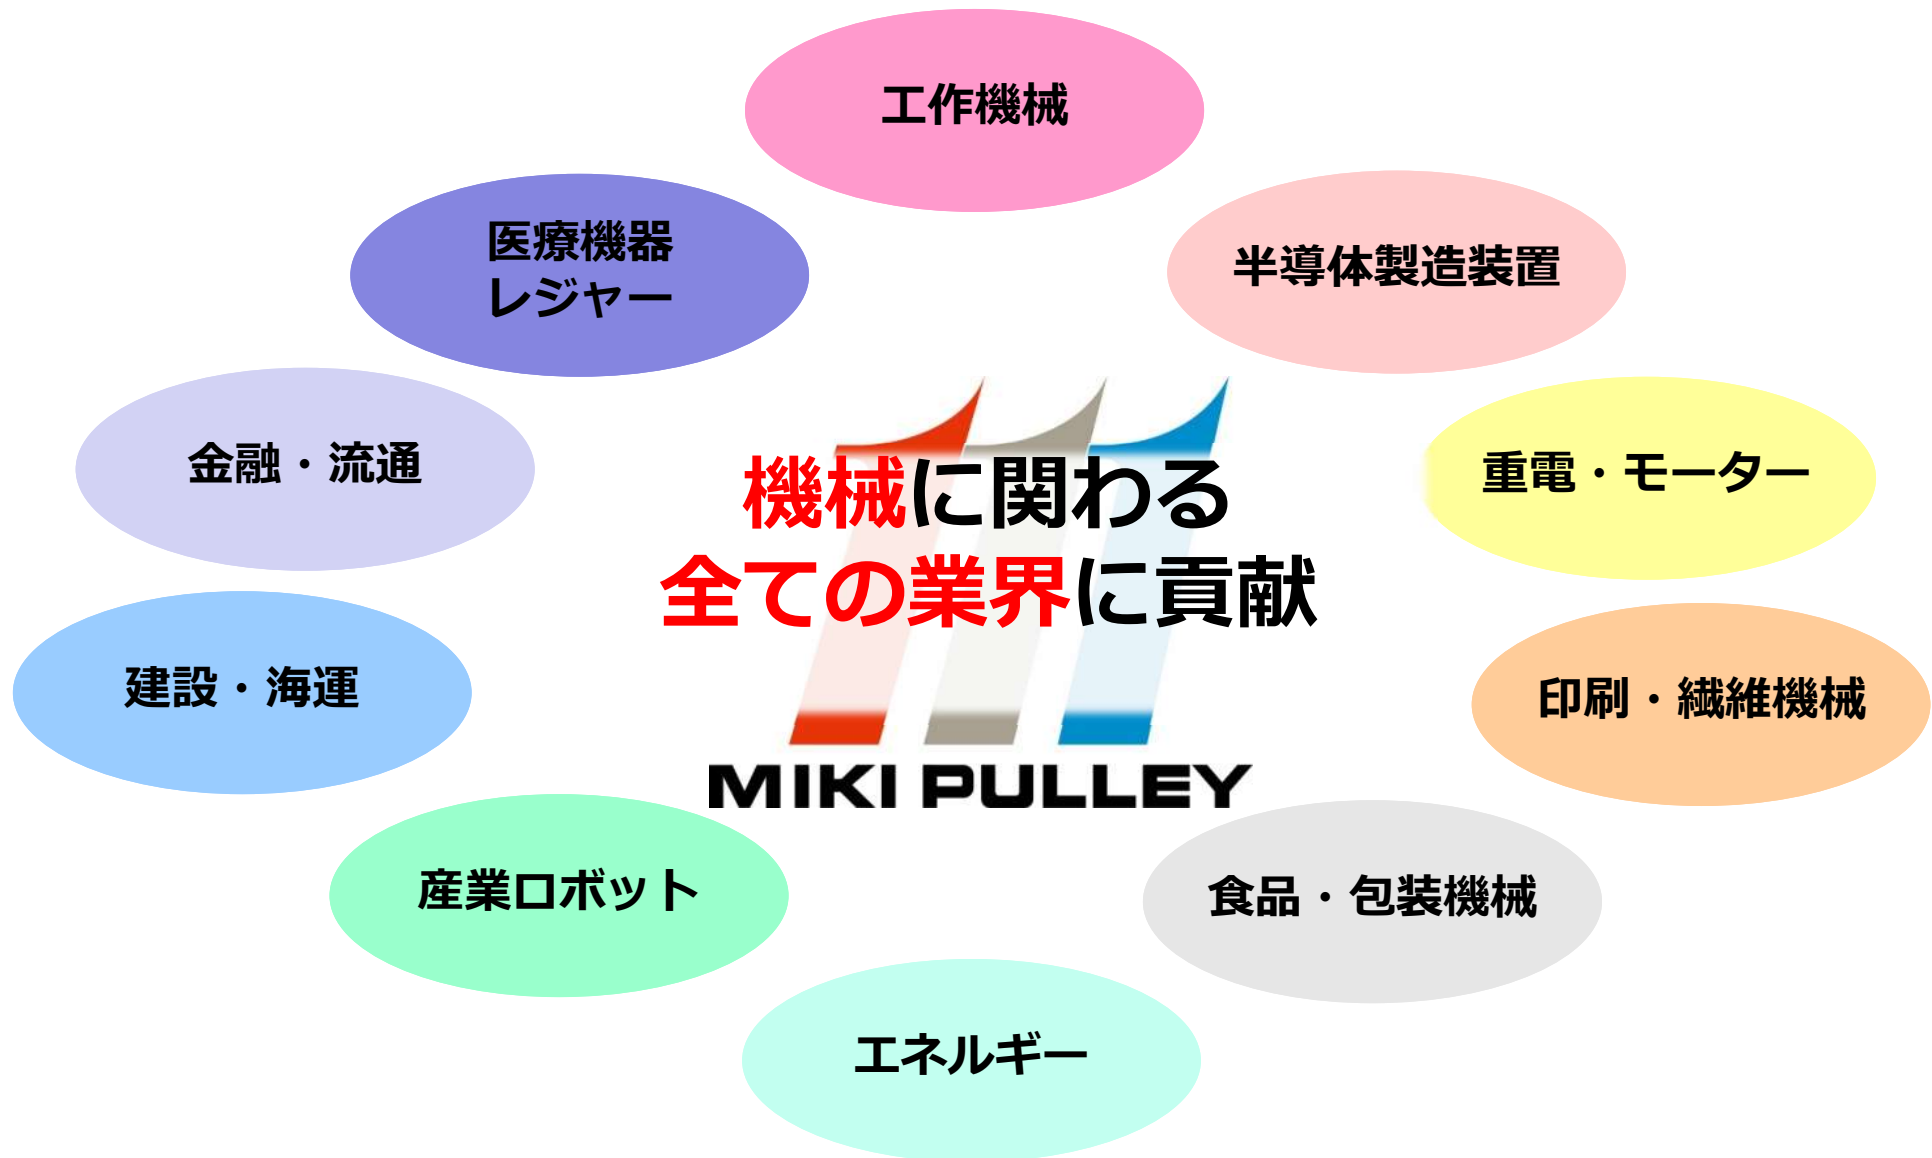 工作機械
医療機器
レジャー
半導体製造装置
金融・流通
機械に関わる
全ての業界に貢献
重電・モーター
建設・海運
印刷・繊維機械
MIKI PULLEY
産業ロボット
食品・包装機械
エネルギー